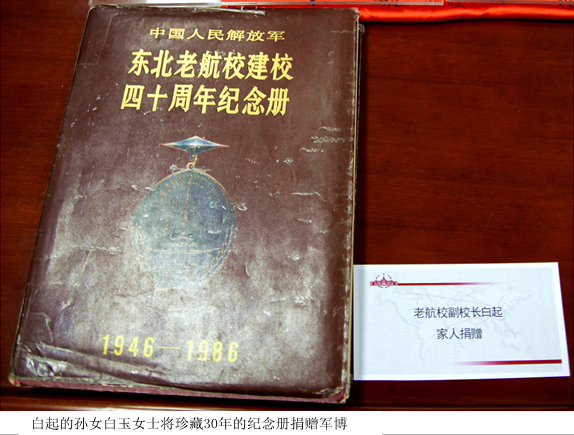 中国人民解放军
东北老航校建校
四十周年纪念册
1946—1986
老航校副校长白起
家人捐赠
白起的孙女白玉女士将珍藏30年的纪念册捐赠军博